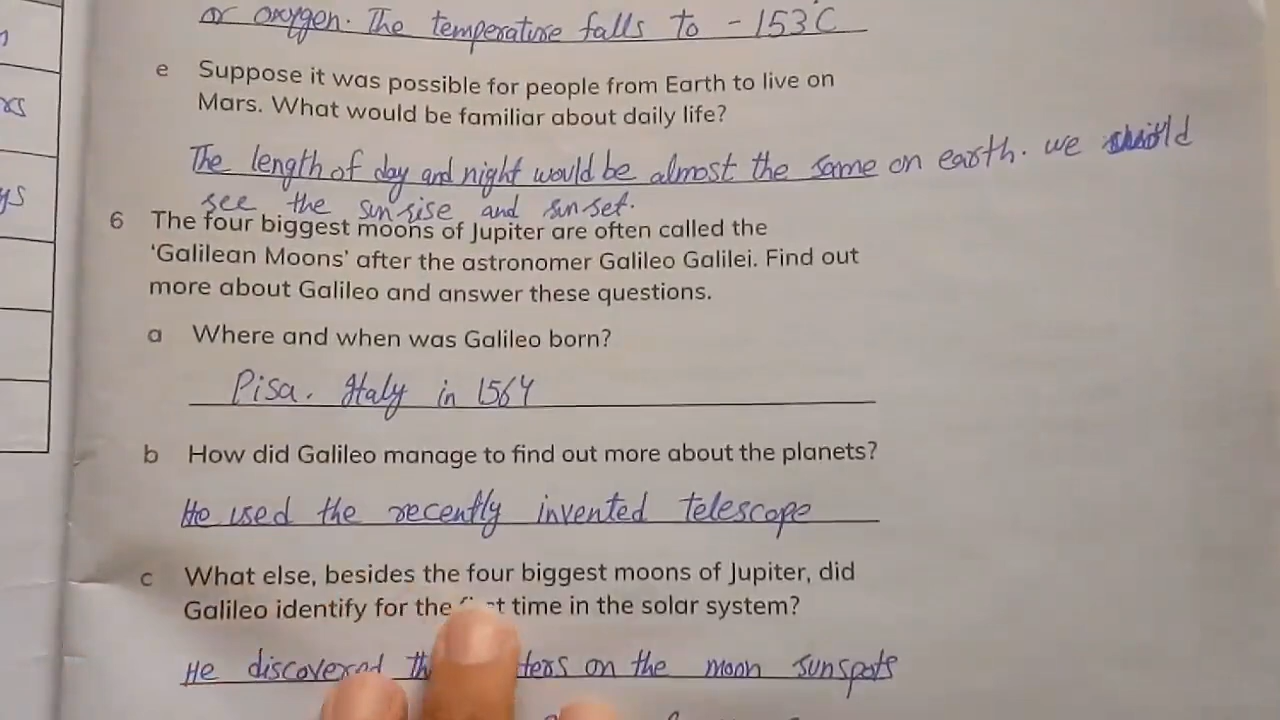 or oxygen. The temperature falls to -153°C
e Suppose it was possible for people from Earth to live on
Mars. What would be familiar about daily life?
The length of day and night would be almost the same on earth. we should
see the sunrise and sunset.
6 The four biggest moons of Jupiter are often called the
'Galilean Moons' after the astronomer Galileo Galilei. Find out
more about Galileo and answer these questions.
a Where and when was Galileo born?
Pisa. Italy in 1564
b How did Galileo manage to find out more about the planets?
He used the recently invented telescope
c What else, besides the four biggest moons of Jupiter, did
Galileo identify for the time in the solar system?
He discovered on the moon sunspots